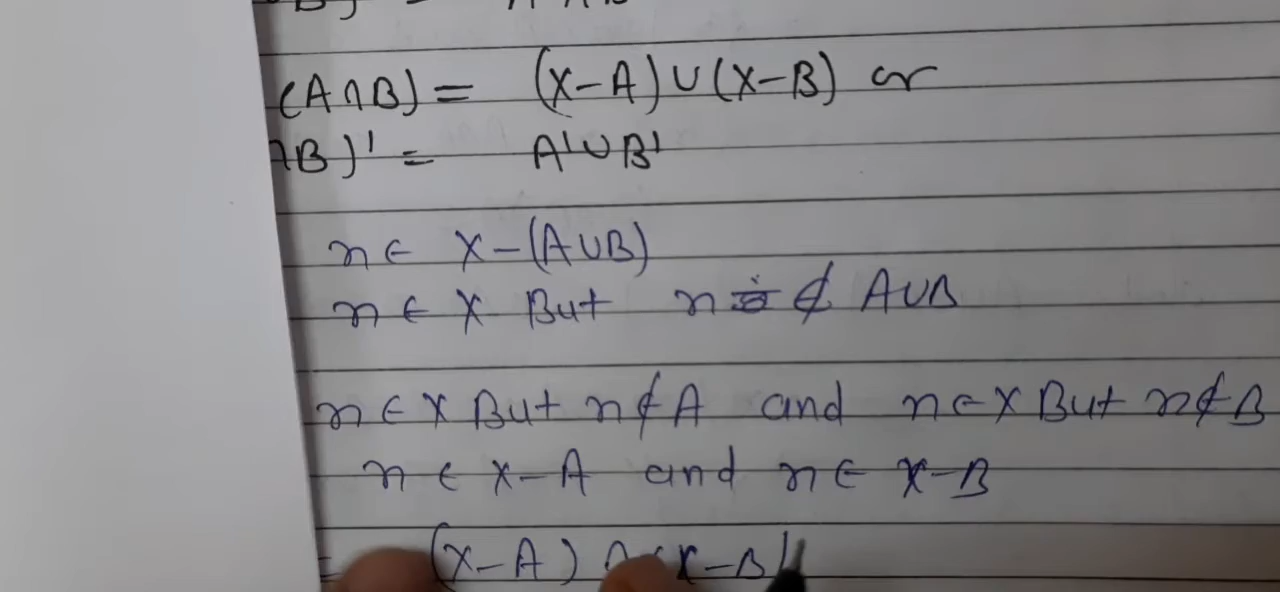 (A∩B) = (X-A)∪(X-B) or
B)' = A'∪B'
n∈ X-(A∪B)
n ∈ X But n ∉ A∪B
n∈X But n∉A and n∈X But n∉B
n ∈ X-A and n∈ X-B
(X-A) ∩ (X-B)